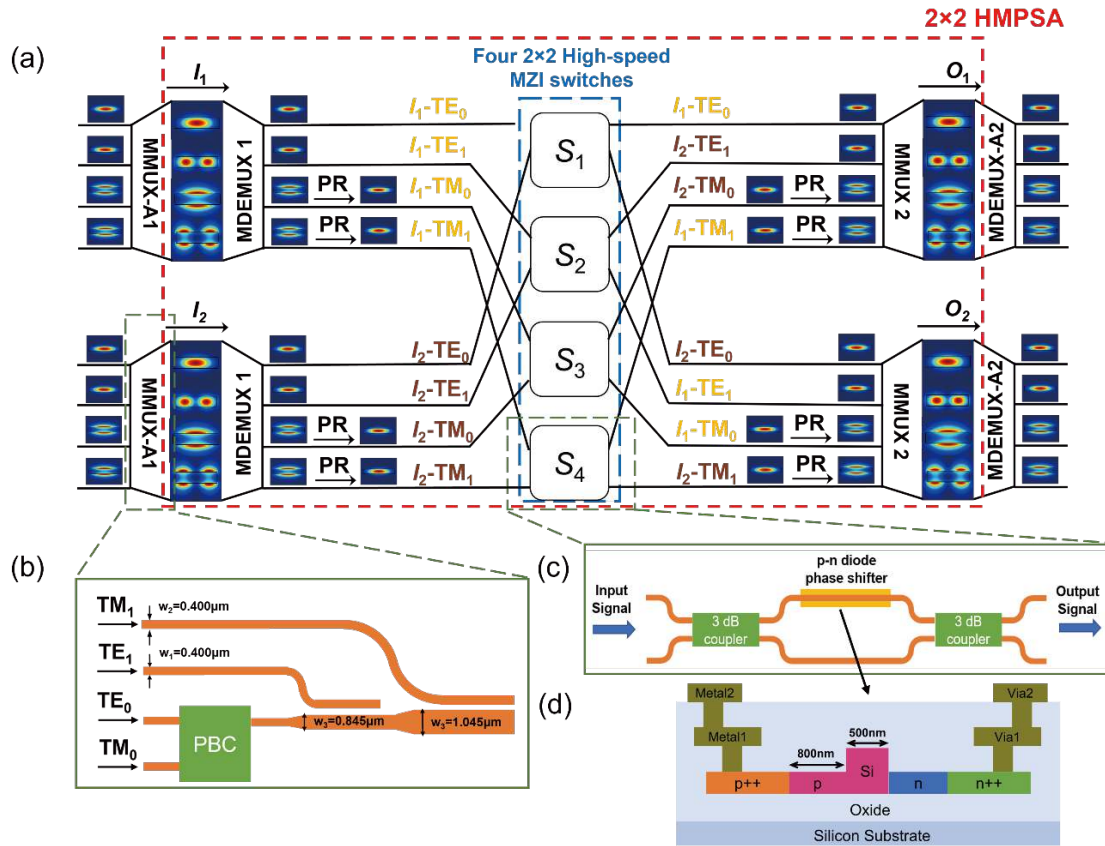 2×2 HMPSA
(a)
Four 2×2 High-speed
MZI switches
I₁
O₁
MMUX-A1
MDEMUX 1
PR
PR
I₁-TE₀
I₁-TE₁
I₁-TM₀
I₁-TM₁
S₁
S₂
S₃
S₄
I₁-TE₀
I₂-TE₁
I₂-TM₀
I₁-TM₁
PR
PR
MMUX 2
MDEMUX-A2
I₂
O₂
MMUX-A1
MDEMUX 1
PR
PR
I₂-TE₀
I₂-TE₁
I₂-TM₀
I₂-TM₁
I₂-TE₀
I₁-TE₁
I₁-TM₀
I₂-TM₁
PR
PR
MMUX 2
MDEMUX-A2
(b)
TM₁
w₂=0.400μm
TE₁
w₁=0.400μm
TE₀
TM₀
PBC
w₃=0.845μm
w₃=1.045μm
(c)
p-n diode
phase shifter
Input
Signal
3 dB
coupler
3 dB
coupler
Output
Signal
(d)
Metal2
Via2
Metal1
Via1
500nm
800nm
Si
p++
p
n
n++
Oxide
Silicon Substrate